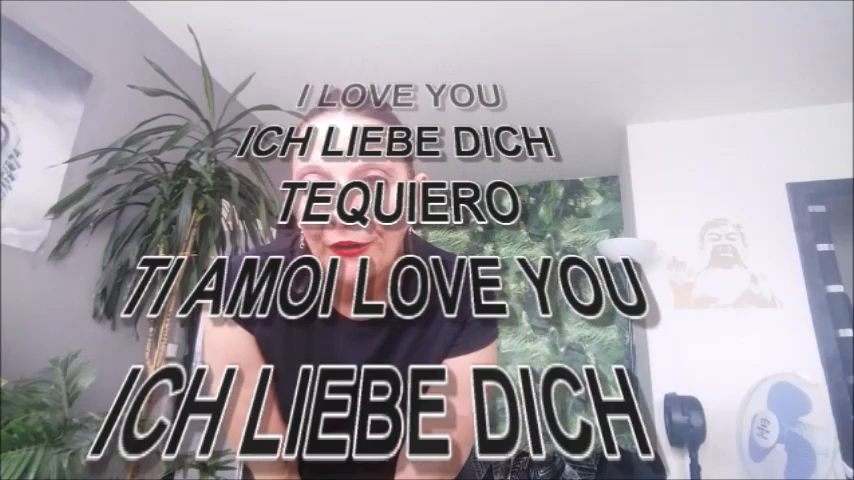 I LOVE YOU
ICH LIEBE DICH
TEQUIERO
TI AMOI LOVE YOU
ICH LIEBE DICH